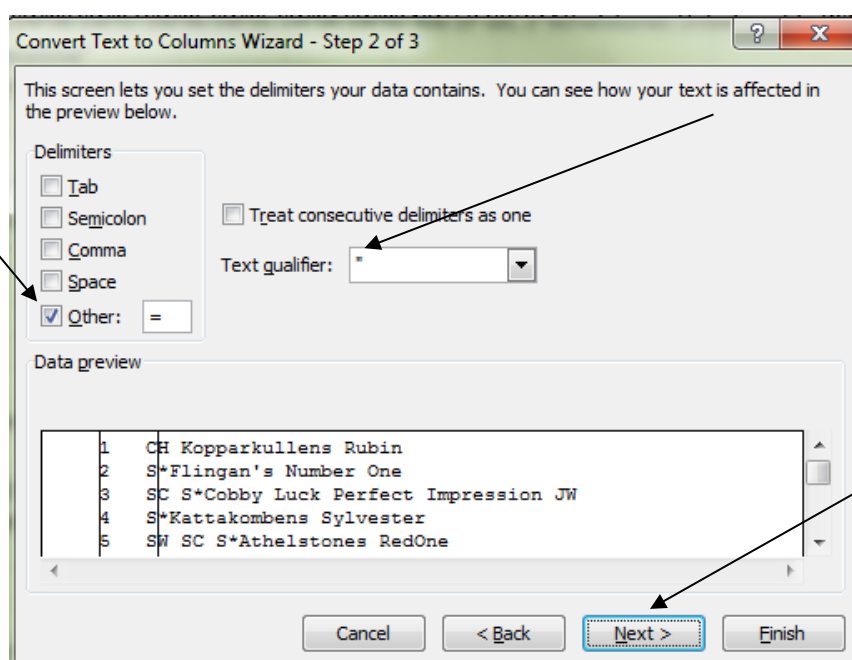 Convert Text to Columns Wizard - Step 2 of 3
?
X
This screen lets you set the delimiters your data contains. You can see how your text is affected in
the preview below.
Delimiters
Tab
Semicolon
Comma
Space
Other: =
Treat consecutive delimiters as one
Text qualifier: "
Data preview
1 CH Kopparkullens Rubin
2 S*Flingan's Number One
3 SC S*Cobby Luck Perfect Impression JW
4 S*Kattakombens Sylvester
5 SW SC S*Athelstones RedOne
Cancel
< Back
Next >
Finish